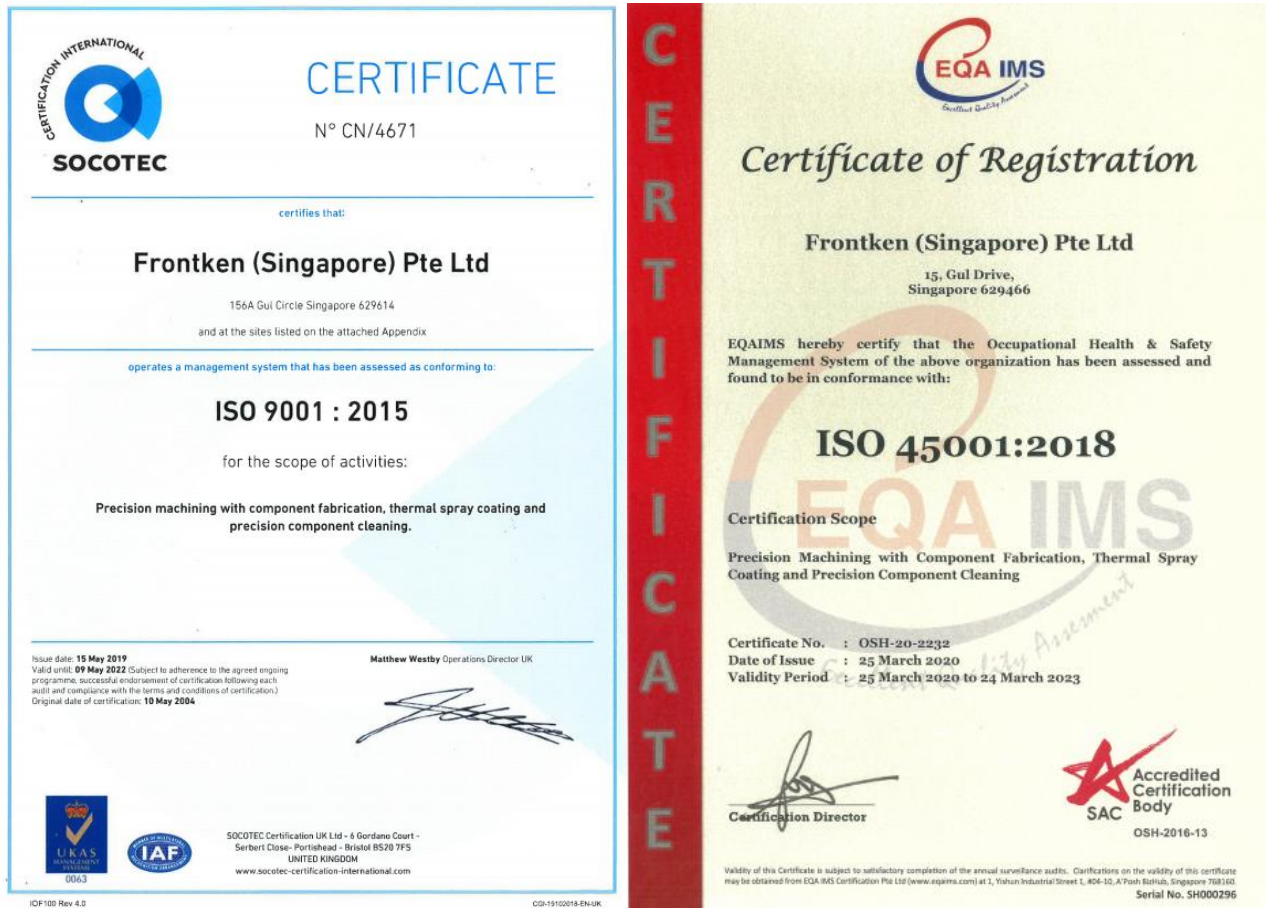 CERTIFICATION INTERNATIONAL
SOCOTEC
CERTIFICATE
N° CN/4671
certifies that:
Frontken (Singapore) Pte Ltd
156A Gul Circle Singapore 629614
and at the sites listed on the attached Appendix
operates a management system that has been assessed as conforming to:
ISO 9001 : 2015
for the scope of activities:
Precision machining with component fabrication, thermal spray coating and
precision component cleaning.
Issue date: 15 May 2019
Valid until: 09 May 2022 (Subject to adherence to the agreed ongoing
programme, successful endorsement of certification following each
audit and compliance with the terms and conditions of certification.)
Original date of certification: 10 May 2004
Matthew Westby Operations Director UK
UKAS
MANAGEMENT
SYSTEMS
0063
IAF
SOCOTEC Certification UK Ltd - 6 Gordano Court -
Serbert Close- Portishead - Bristol BS20 7FS
UNITED KINGDOM
www.socotec-certification-international.com
IOF100 Rev 4.0
CGI-19102018-EN-UK
CERTIFICATE
EQA IMS
Excellent Quality Assessment
Certificate of Registration
Frontken (Singapore) Pte Ltd
15, Gul Drive,
Singapore 629466
EQAIMS hereby certify that the Occupational Health & Safety
Management System of the above organization has been assessed and
found to be in conformance with:
ISO 45001:2018
EQA IMS
Certification Scope
Precision Machining with Component Fabrication, Thermal Spray
Coating and Precision Component Cleaning
Certificate No. : OSH-20-2232
Date of Issue : 25 March 2020
Validity Period : 25 March 2020 to 24 March 2023
Certification Director
SAC
Accredited
Certification
Body
OSH-2016-13
Validity of this Certificate is subject to satisfactory completion of the annual surveillance audits. Clarifications on the validity of this certificate
may be obtained from EQA IMS Certification Pte Ltd (www.eqaims.com) at 1, Yishun Industrial Street 1, #04-10, A'Posh BizHub, Singapore 768160.
Serial No. SH000296